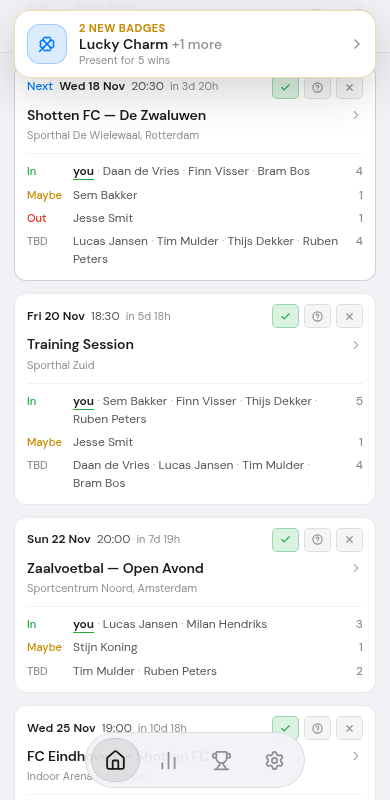 2 NEW BADGES
Lucky Charm +1 more
Present for 5 wins
Next Wed 18 Nov 20:30 in 3d 20h
Shotten FC — De Zwaluwen
Sporthal De Wielewaal, Rotterdam
In you · Daan de Vries · Finn Visser · Bram Bos 4
Maybe Sem Bakker 1
Out Jesse Smit 1
TBD Lucas Jansen · Tim Mulder · Thijs Dekker · Ruben 4
Peters
Fri 20 Nov 18:30 in 5d 18h
Training Session
Sporthal Zuid
In you · Sem Bakker · Finn Visser · Thijs Dekker · 5
Ruben Peters
Maybe Jesse Smit 1
TBD Daan de Vries · Lucas Jansen · Tim Mulder · 4
Bram Bos
Sun 22 Nov 20:00 in 7d 19h
Zaalvoetbal — Open Avond
Sportcentrum Noord, Amsterdam
In you · Lucas Jansen · Milan Hendriks 3
Maybe Stijn Koning 1
TBD Tim Mulder · Ruben Peters 2
Wed 25 Nov 19:00 in 10d 18h
FC Eindh — Shotten FC
Indoor Arena